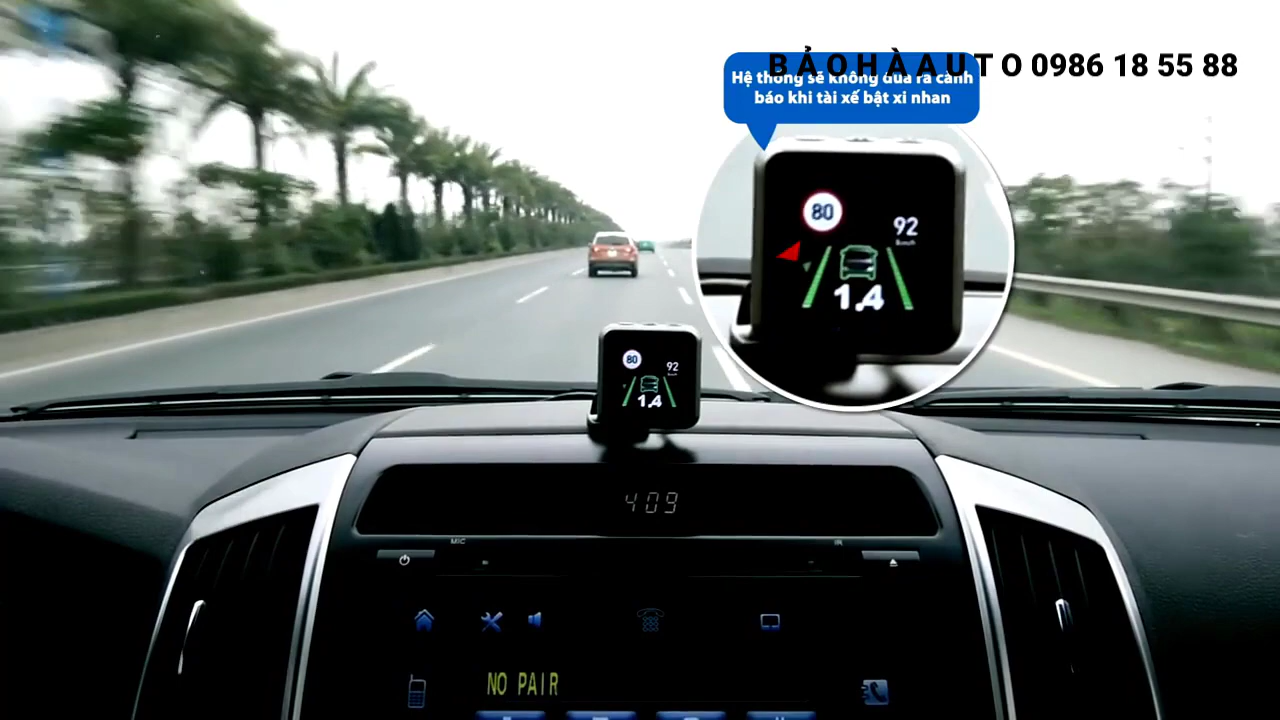 BẢO HÀ AUTO 0986 18 55 88
Hệ thống sẽ không đưa ra cảnh
báo khi tài xế bật xi nhan
80
92
1.4
80
92
1.4
409
MIC
IR
NO PAIR